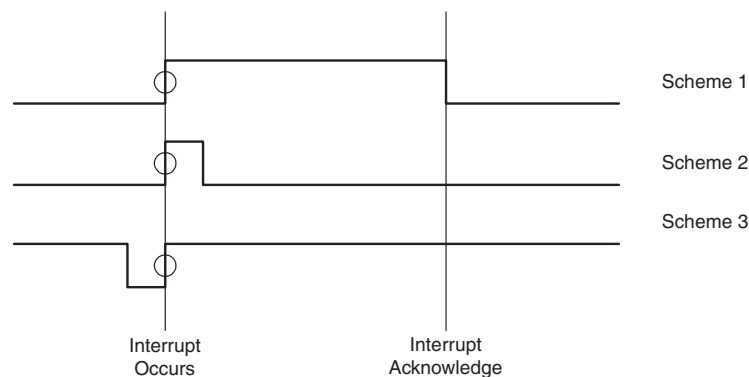 Scheme 1
Scheme 2
Scheme 3
Interrupt
Occurs
Interrupt
Acknowledge